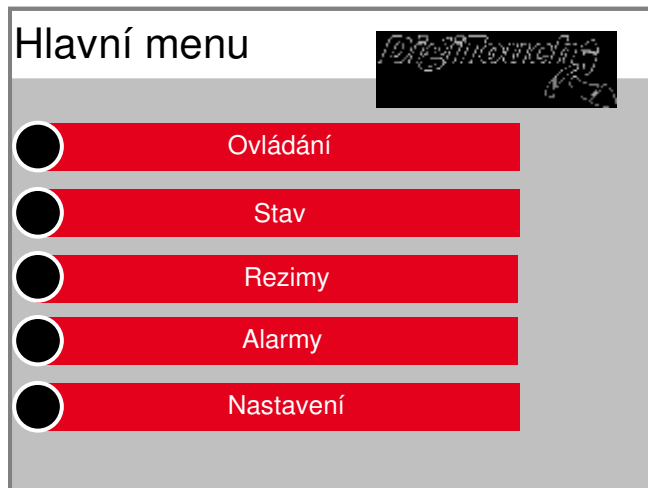 Hlavní menu
DigiTouch
Ovládání
Stav
Rezimy
Alarmy
Nastavení